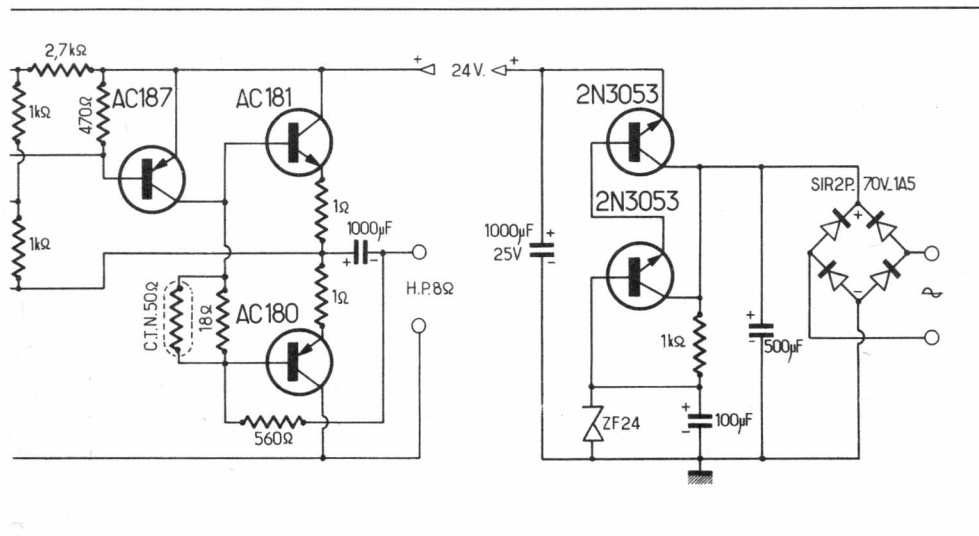 2,7kΩ
1kΩ
470Ω
AC187
AC181
+ 24V. +
2N3053
2N3053
SIR2P. 70V_1A5
+
−
1Ω
1000µF
+ −
1kΩ
H.P.8Ω
1Ω
C.T.N.50Ω
18Ω
AC180
560Ω
1000µF
25V
+
−
1kΩ
+
−
500µF
ZF24
+
−
100µF